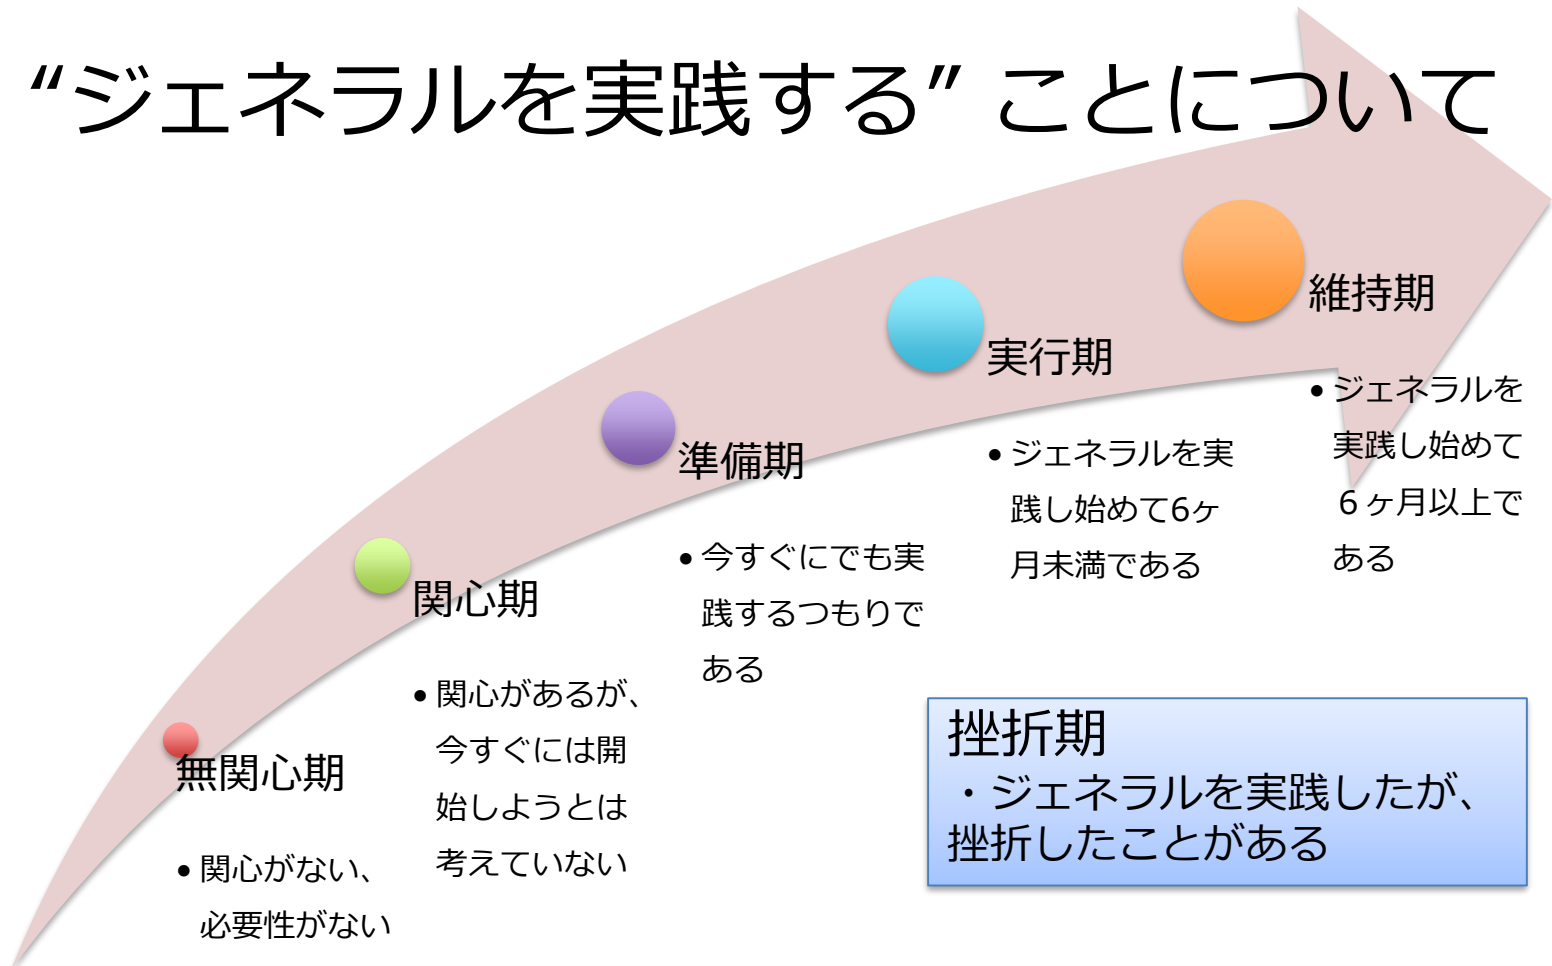 “ジェネラルを実践する” ことについて
無関心期
• 関心がない、
必要性がない
関心期
• 関心があるが、
今すぐには開
始しようとは
考えていない
準備期
• 今すぐにでも実
践するつもりで
ある
実行期
• ジェネラルを実
践し始めて6ヶ
月未満である
維持期
• ジェネラルを
実践し始めて
６ヶ月以上で
ある
挫折期
・ジェネラルを実践したが、
挫折したことがある